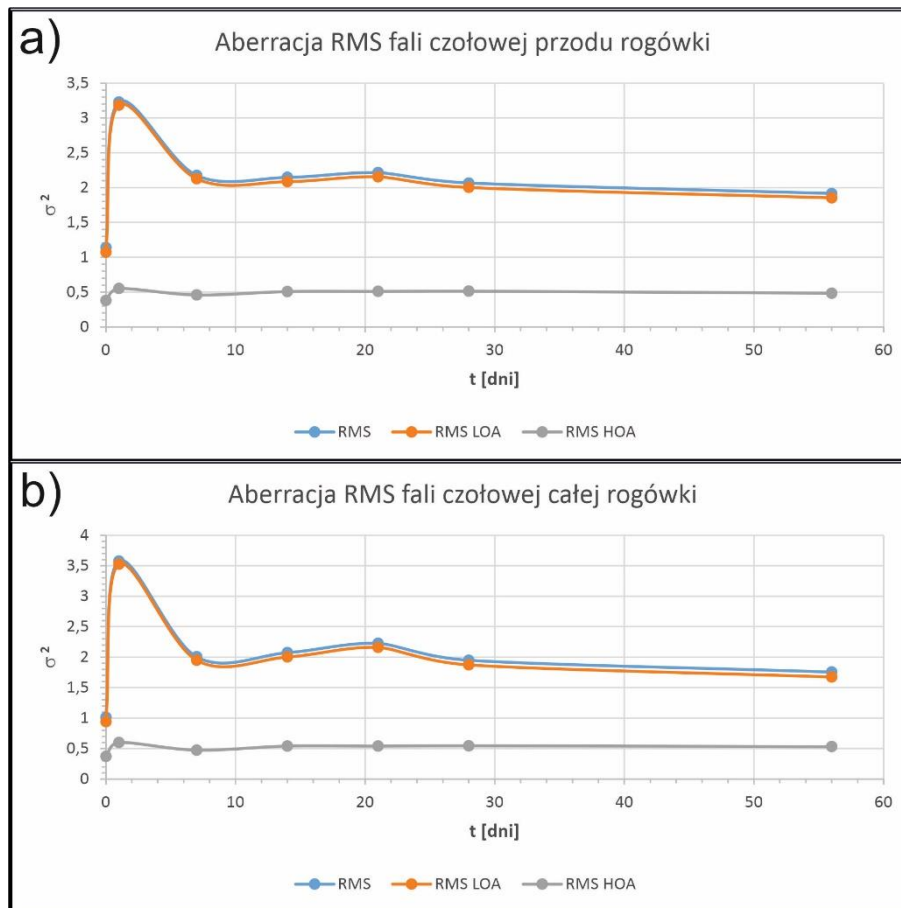 a)
Aberracja RMS fali czołowej przodu rogówki
3,5
3
2,5
2
1,5
1
0,5
0
σ²
0 10 20 30 40 50 60
t [dni]
RMS RMS LOA RMS HOA
b)
Aberracja RMS fali czołowej całej rogówki
4
3,5
3
2,5
2
1,5
1
0,5
0
σ²
0 10 20 30 40 50 60
t [dni]
RMS RMS LOA RMS HOA